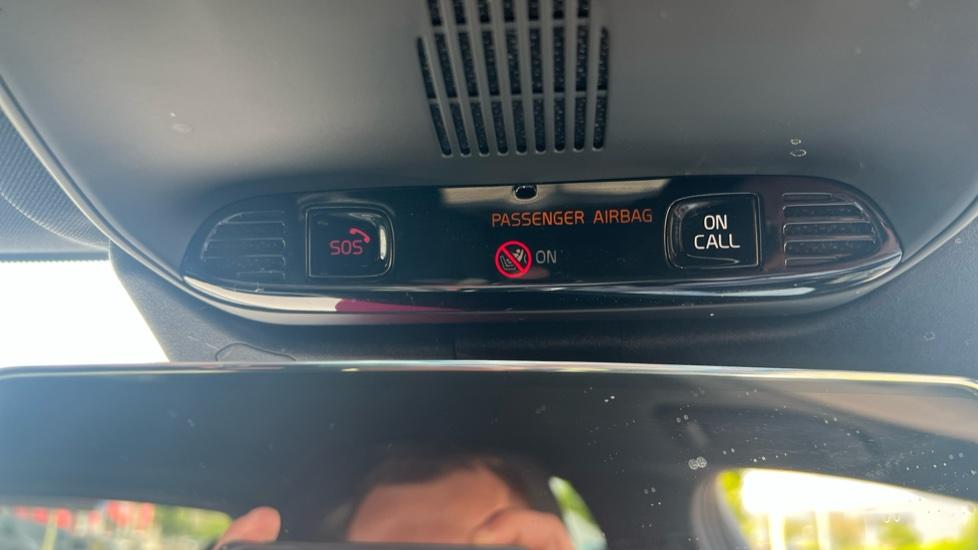 SOS
PASSENGER AIRBAG
ON
ON
CALL